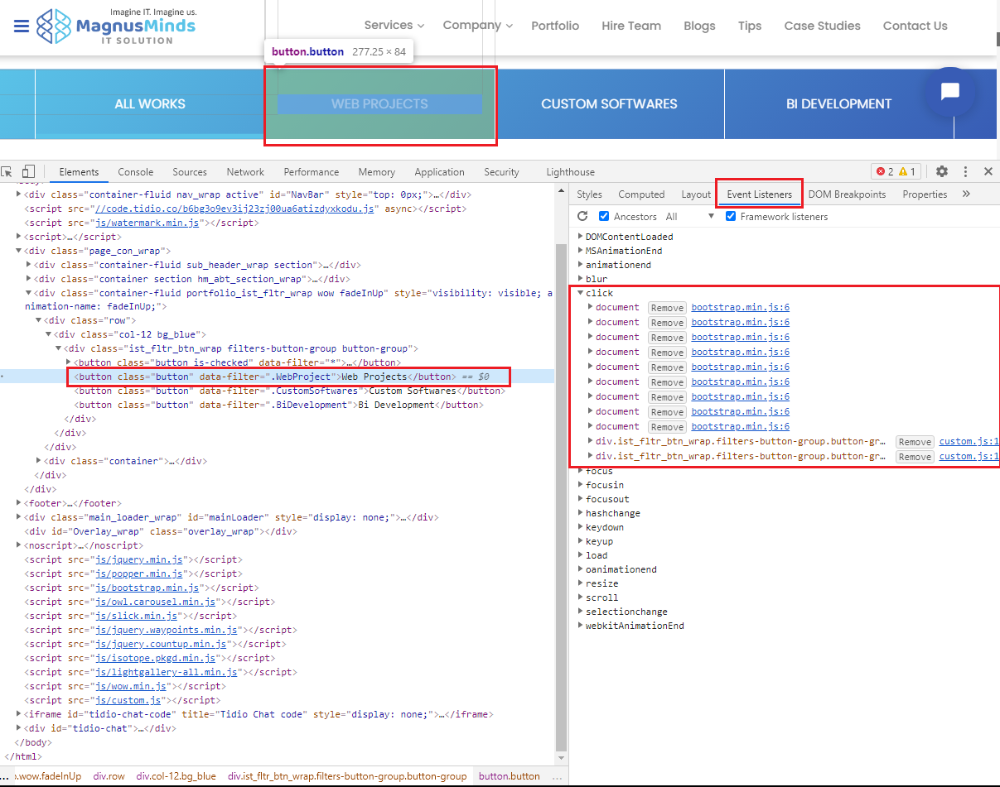 Imagine IT. Imagine us.
MagnusMinds
IT SOLUTION
Services
Company
Portfolio
Hire Team
Blogs
Tips
Case Studies
Contact Us
button.button 277.25 × 84
ALL WORKS
WEB PROJECTS
CUSTOM SOFTWARES
BI DEVELOPMENT
Elements Console Sources Network Performance Memory Application Security Lighthouse 2 1
<div class="container-fluid nav_wrap active" id="NavBar" style="top: 0px;">…</div>
<script src="//code.tidio.co/b6bg3o9ev3ij23zj00ua6atizdyxkodu.js" async></script>
<script src="js/watermark.min.js"></script>
<script>…</script>
<div class="page_con_wrap">
<div class="container-fluid sub_header_wrap section">…</div>
<div class="container section hm_abt_section_wrap">…</div>
<div class="container-fluid portfolio_ist_fltr_wrap wow fadeInUp" style="visibility: visible; a
nimation-name: fadeInUp;">
<div class="row">
<div class="col-12 bg_blue">
<div class="ist_fltr_btn_wrap filters-button-group button-group">
<button class="button is-checked" data-filter="*">…</button>
<button class="button" data-filter=".WebProject">Web Projects</button> == $0
<button class="button" data-filter=".CustomSoftwares">Custom Softwares</button>
<button class="button" data-filter=".BiDevelopment">Bi Development</button>
</div>
</div>
</div>
<div class="container">…</div>
</div>
</div>
<footer>…</footer>
<div class="main_loader_wrap" id="mainLoader" style="display: none;">…</div>
<div id="Overlay_wrap" class="overlay_wrap"></div>
<noscript>…</noscript>
<script src="js/jquery.min.js"></script>
<script src="js/popper.min.js"></script>
<script src="js/bootstrap.min.js"></script>
<script src="js/owl.carousel.min.js"></script>
<script src="js/slick.min.js"></script>
<script src="js/jquery.waypoints.min.js"></script>
<script src="js/jquery.countup.min.js"></script>
<script src="js/isotope.pkgd.min.js"></script>
<script src="js/lightgallery-all.min.js"></script>
<script src="js/wow.min.js"></script>
<script src="js/custom.js"></script>
<iframe id="tidio-chat-code" title="Tidio Chat code" style="display: none;">…</iframe>
<div id="tidio-chat">…</div>
</body>
</html>
… o.wow.fadeInUp div.row div.col-12.bg_blue div.ist_fltr_btn_wrap.filters-button-group.button-group button.button …
Styles Computed Layout Event Listeners DOM Breakpoints Properties »
Ancestors All Framework listeners
DOMContentLoaded
MSAnimationEnd
animationend
blur
click
document Remove bootstrap.min.js:6
document Remove bootstrap.min.js:6
document Remove bootstrap.min.js:6
document Remove bootstrap.min.js:6
document Remove bootstrap.min.js:6
document Remove bootstrap.min.js:6
document Remove bootstrap.min.js:6
document Remove bootstrap.min.js:6
document Remove bootstrap.min.js:6
div.ist_fltr_btn_wrap.filters-button-group.button-gr… Remove custom.js:1
div.ist_fltr_btn_wrap.filters-button-group.button-gr… Remove custom.js:1
focus
focusin
focusout
hashchange
keydown
keyup
load
oanimationend
resize
scroll
selectionchange
webkitAnimationEnd